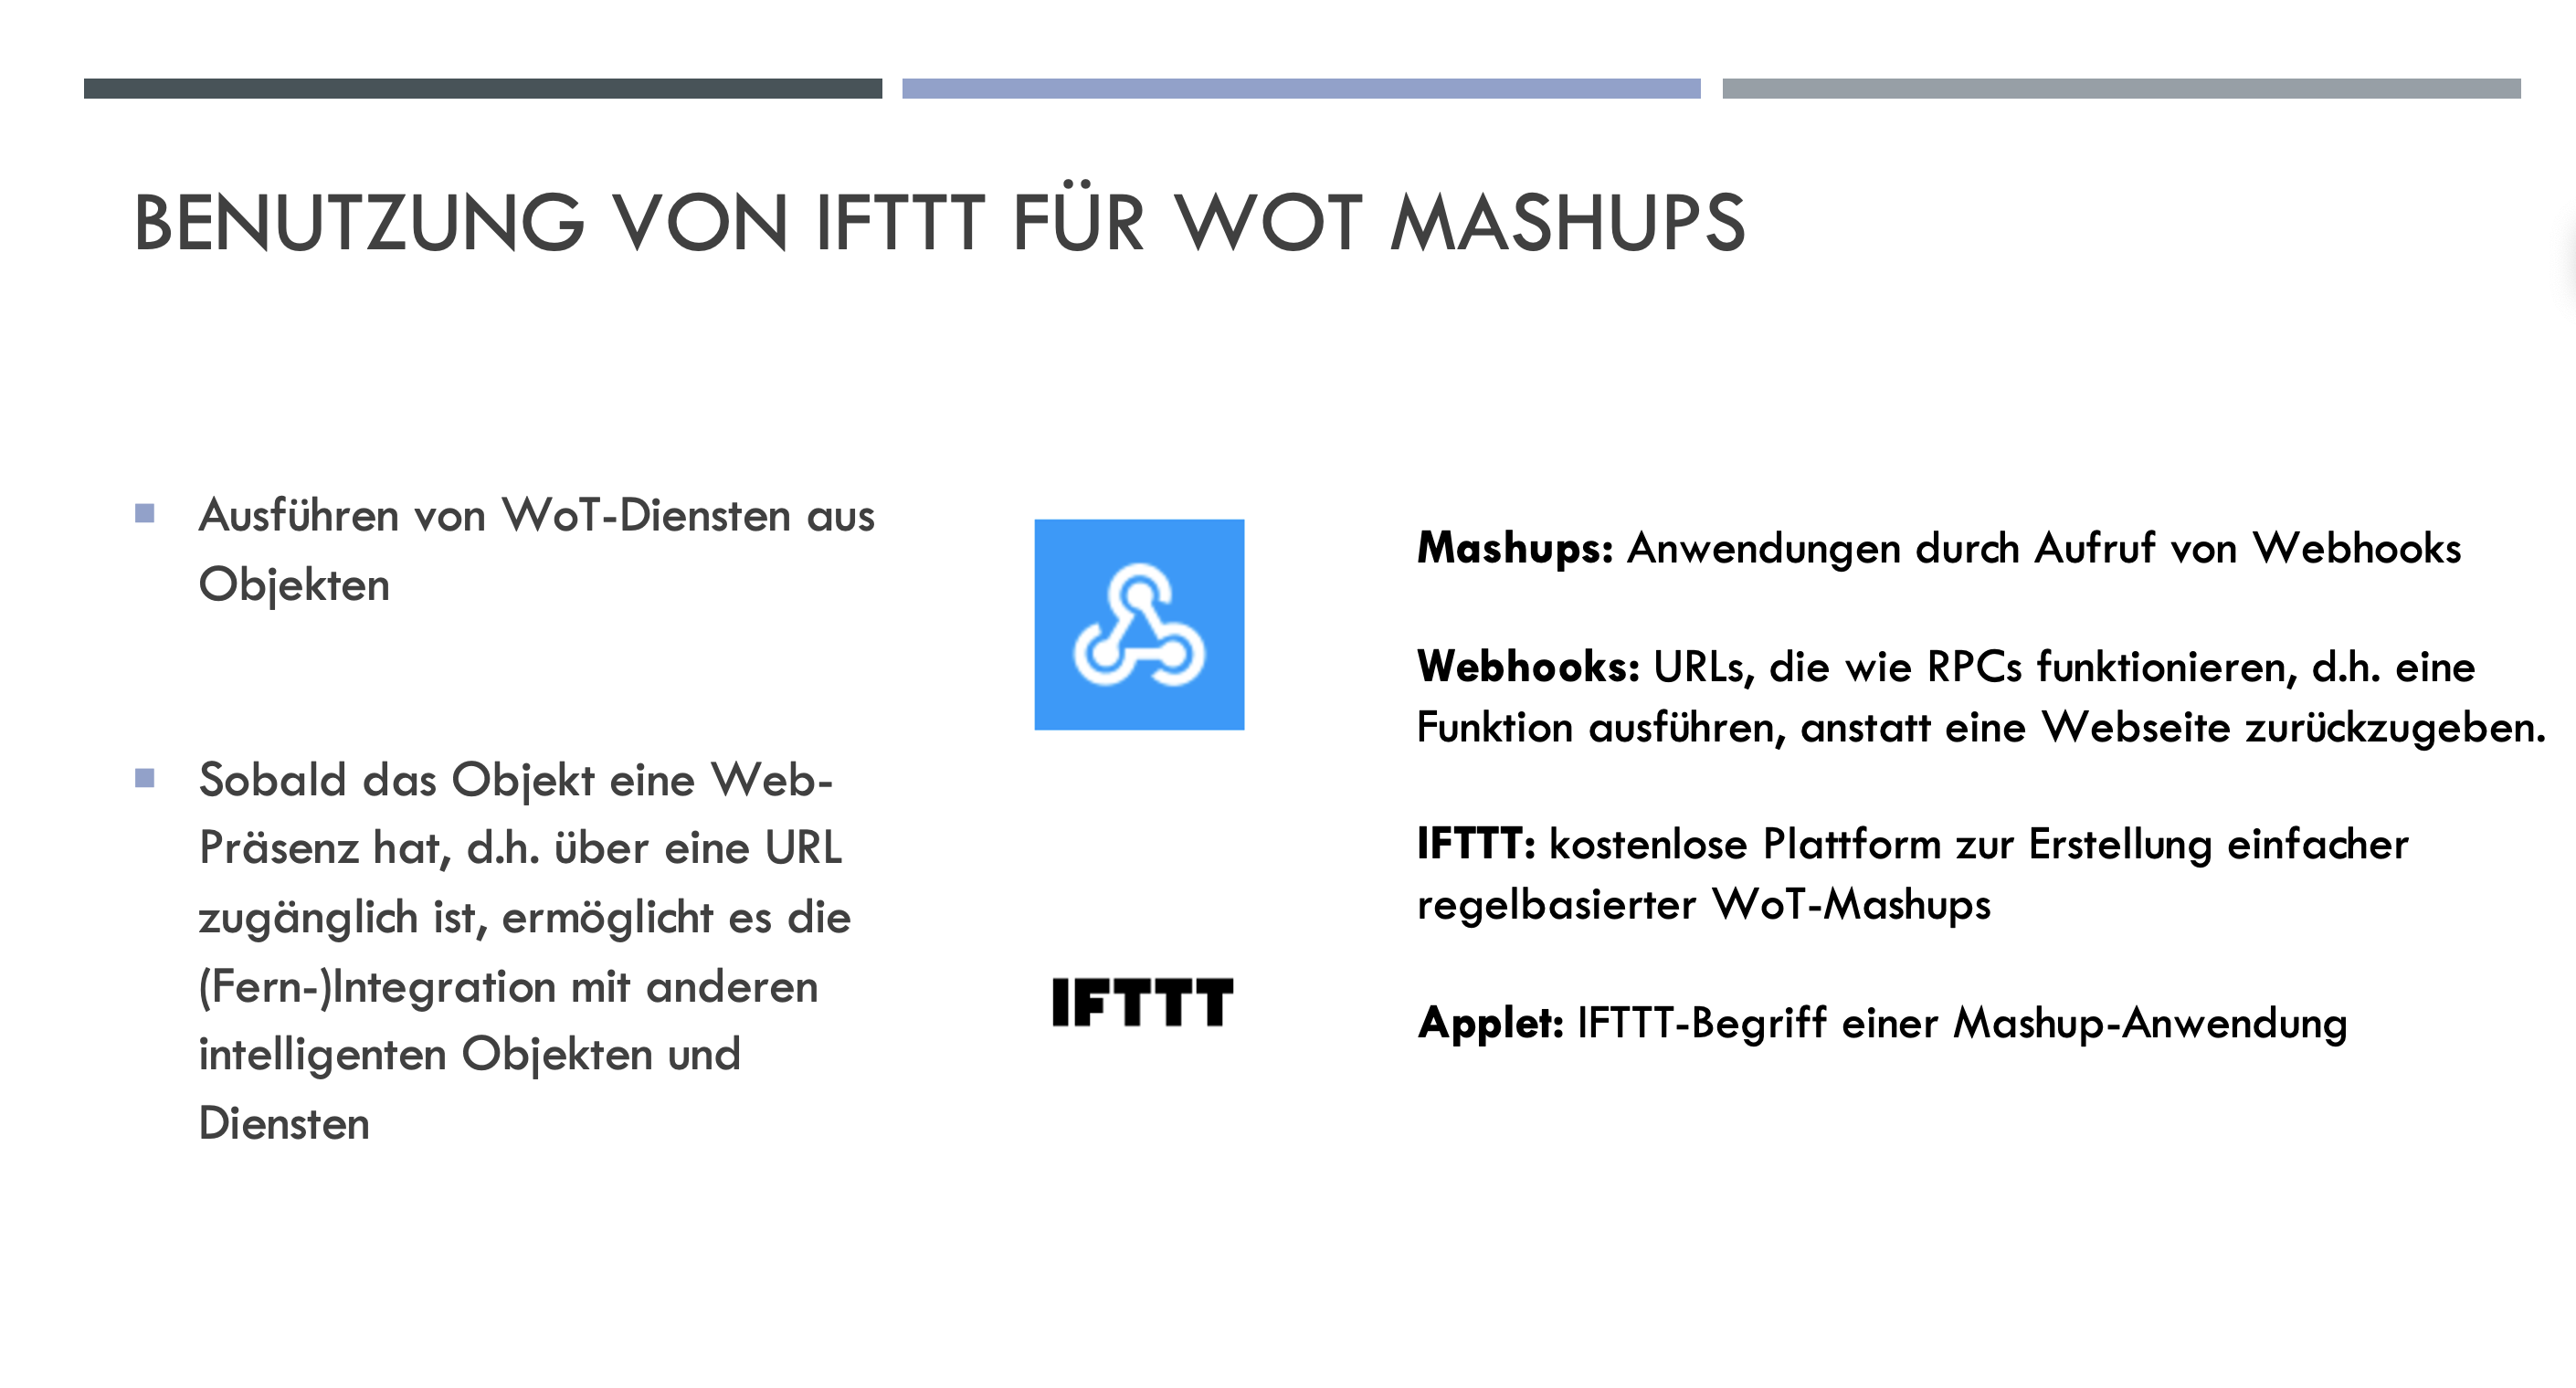 BENUTZUNG VON IFTTT FÜR WOT MASHUPS
Ausführen von WoT-Diensten aus
Objekten
Sobald das Objekt eine Web-
Präsenz hat, d.h. über eine URL
zugänglich ist, ermöglicht es die
(Fern-)Integration mit anderen
intelligenten Objekten und
Diensten
IFTTT
Mashups: Anwendungen durch Aufruf von Webhooks
Webhooks: URLs, die wie RPCs funktionieren, d.h. eine
Funktion ausführen, anstatt eine Webseite zurückzugeben.
IFTTT: kostenlose Plattform zur Erstellung einfacher
regelbasierter WoT-Mashups
Applet: IFTTT-Begriff einer Mashup-Anwendung